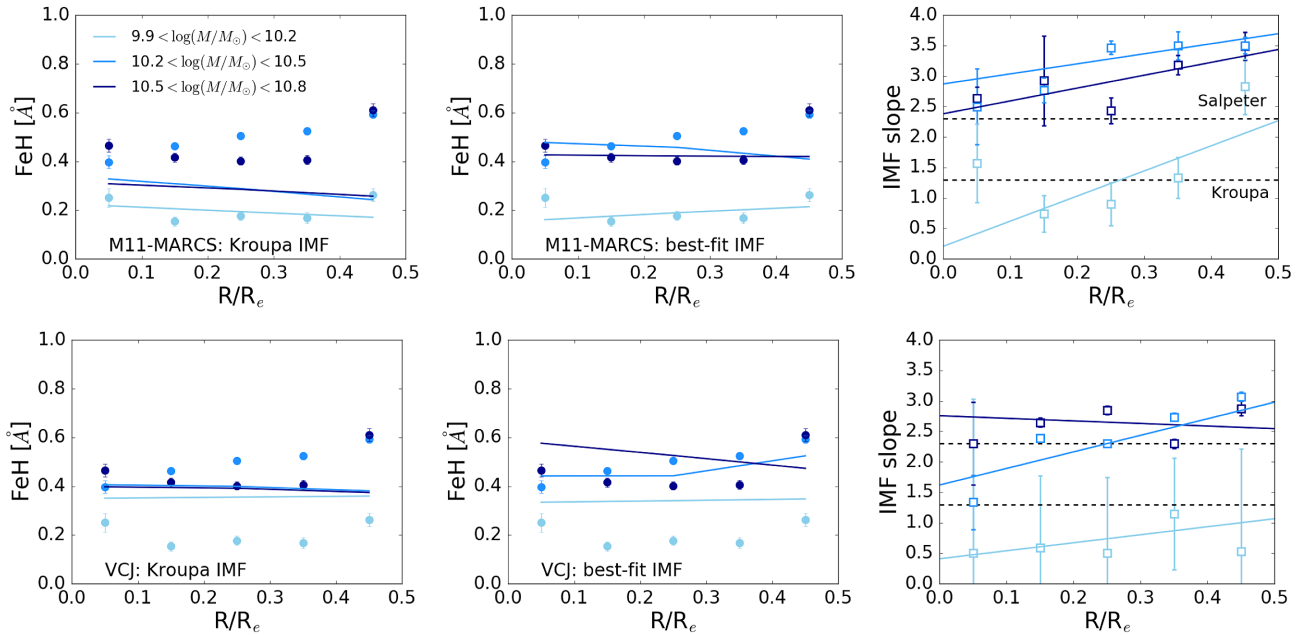 1.0
0.8
0.6
0.4
0.2
0.0
FeH [Å]
9.9 < log(M/M⊙) < 10.2
10.2 < log(M/M⊙) < 10.5
10.5 < log(M/M⊙) < 10.8
M11-MARCS: Kroupa IMF
0.0 0.1 0.2 0.3 0.4 0.5
R/Re
1.0
0.8
0.6
0.4
0.2
0.0
FeH [Å]
M11-MARCS: best-fit IMF
0.0 0.1 0.2 0.3 0.4 0.5
R/Re
4.0
3.5
3.0
2.5
2.0
1.5
1.0
0.5
0.0
IMF slope
Salpeter
Kroupa
0.0 0.1 0.2 0.3 0.4 0.5
R/Re
1.0
0.8
0.6
0.4
0.2
0.0
FeH [Å]
VCJ: Kroupa IMF
0.0 0.1 0.2 0.3 0.4 0.5
R/Re
1.0
0.8
0.6
0.4
0.2
0.0
FeH [Å]
VCJ: best-fit IMF
0.0 0.1 0.2 0.3 0.4 0.5
R/Re
4.0
3.5
3.0
2.5
2.0
1.5
1.0
0.5
0.0
IMF slope
0.0 0.1 0.2 0.3 0.4 0.5
R/Re